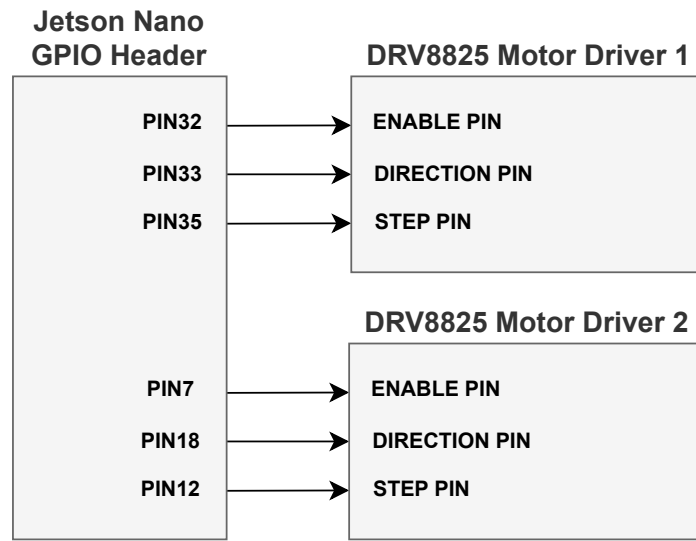 Jetson Nano
GPIO Header
DRV8825 Motor Driver 1
PIN32
ENABLE PIN
PIN33
DIRECTION PIN
PIN35
STEP PIN
DRV8825 Motor Driver 2
PIN7
ENABLE PIN
PIN18
DIRECTION PIN
PIN12
STEP PIN